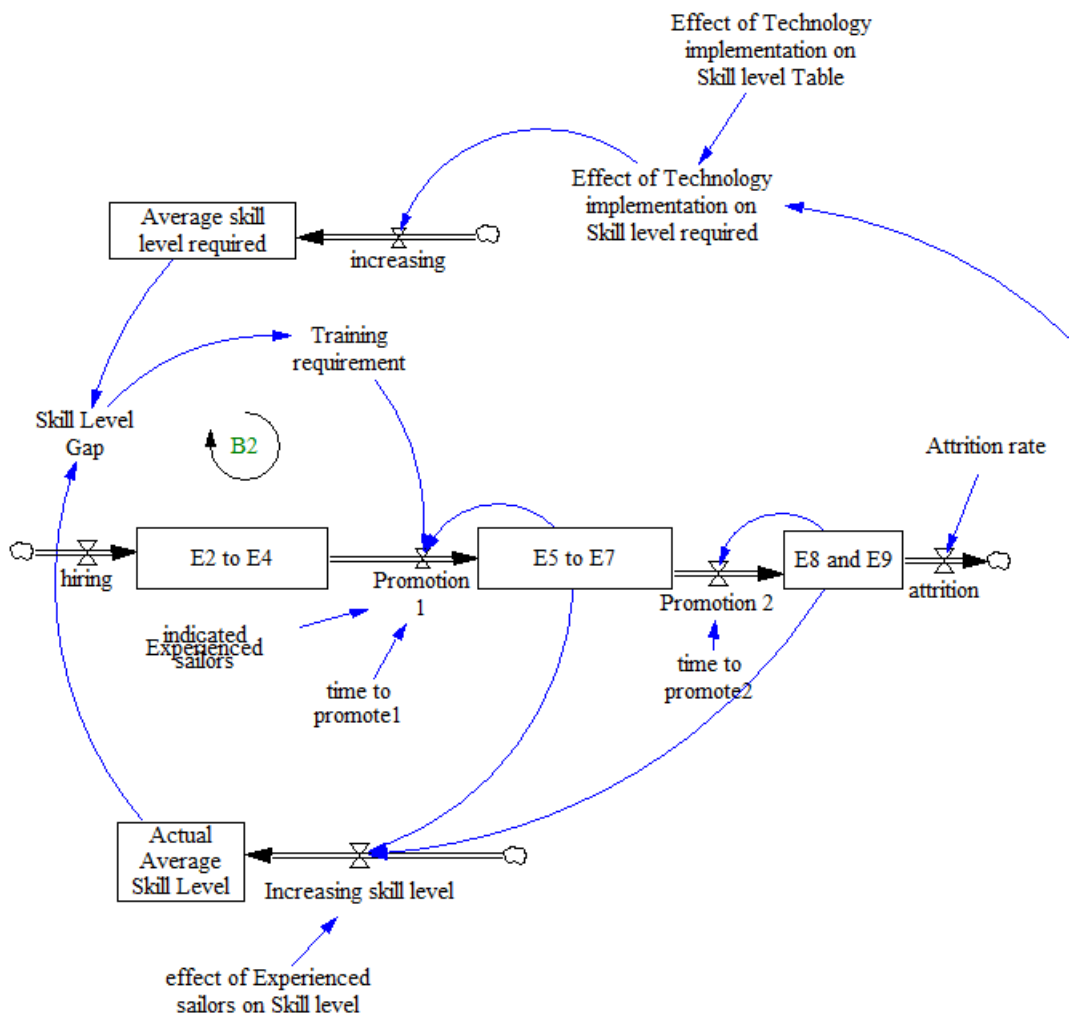 Effect of Technology
implementation on
Skill level Table
Effect of Technology
implementation on
Skill level required
Average skill
level required
increasing
Training
requirement
Skill Level
Gap
B2
Attrition rate
E2 to E4
E5 to E7
E8 and E9
hiring
Promotion
1
Promotion 2
attrition
indicated
Experienced
sailors
time to
promote1
time to
promote2
Actual
Average
Skill Level
Increasing skill level
effect of Experienced
sailors on Skill level